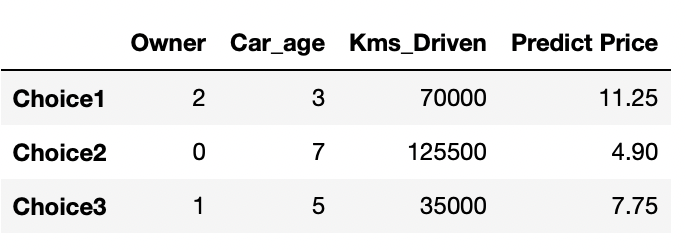 Owner Car_age Kms_Driven Predict Price
Choice1 2 3 70000 11.25
Choice2 0 7 125500 4.90
Choice3 1 5 35000 7.75